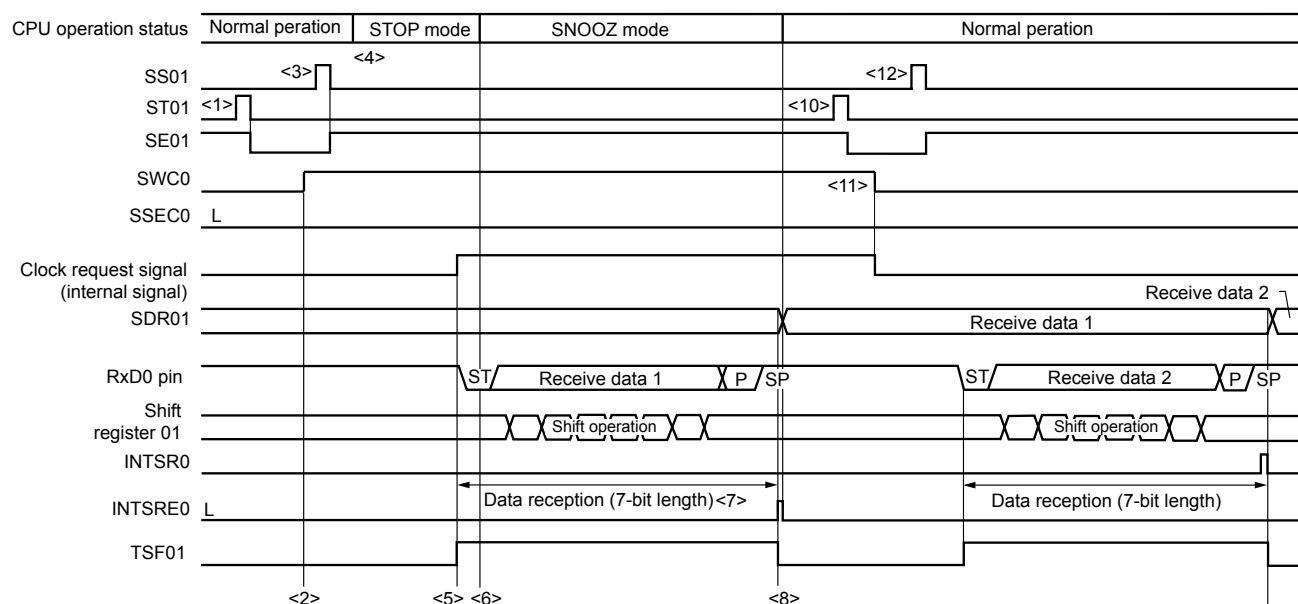 CPU operation status Normal peration STOP mode SNOOZ mode Normal peration
<4>
SS01 <3> <12>
ST01 <1> <10>
SE01
SWC0 <11>
SSEC0 L
Clock request signal
(internal signal)
Receive data 2
SDR01 Receive data 1
RxD0 pin ST Receive data 1 P SP ST Receive data 2 P SP
Shift
register 01 Shift operation Shift operation
INTSR0
Data reception (7-bit length) <7> Data reception (7-bit length)
INTSRE0 L
TSF01
<2> <5> <6> <8>